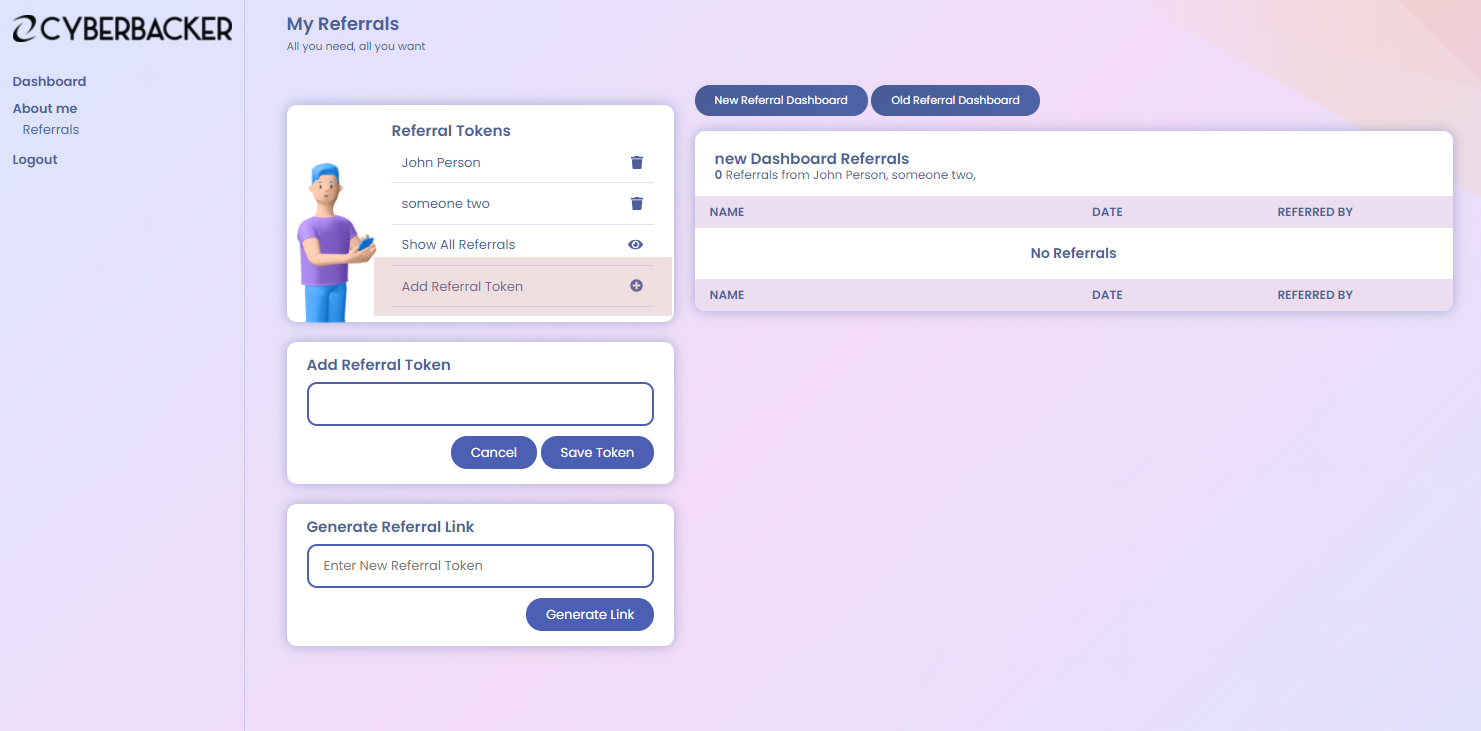 CYBERBACKER
Dashboard
About me
Referrals
Logout
My Referrals
All you need, all you want
Referral Tokens
John Person
someone two
Show All Referrals
Add Referral Token
Add Referral Token
Cancel Save Token
Generate Referral Link
Enter New Referral Token
Generate Link
New Referral Dashboard Old Referral Dashboard
new Dashboard Referrals
0 Referrals from John Person, someone two,
NAME DATE REFERRED BY
No Referrals
NAME DATE REFERRED BY